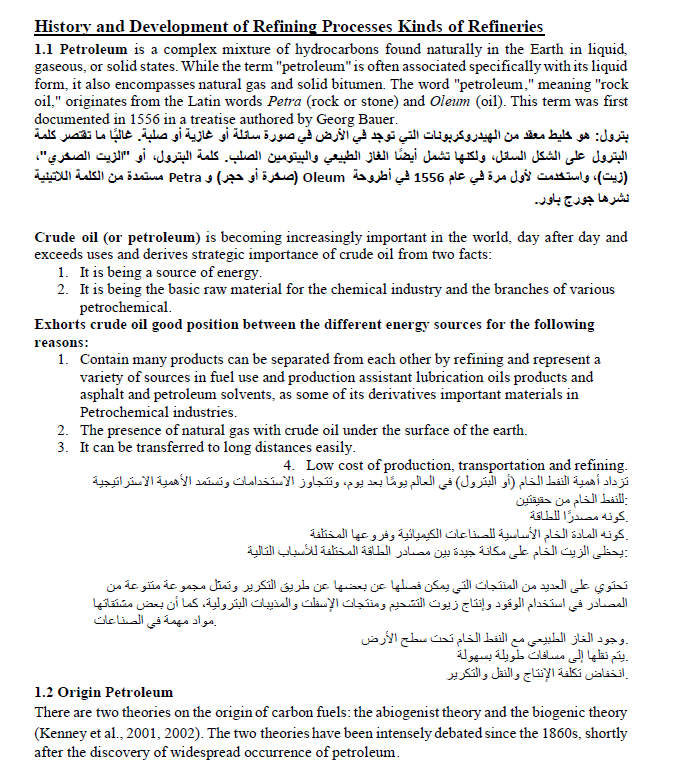 History and Development of Refining Processes Kinds of Refineries
1.1 Petroleum is a complex mixture of hydrocarbons found naturally in the Earth in liquid,
gaseous, or solid states. While the term "petroleum" is often associated specifically with its liquid
form, it also encompasses natural gas and solid bitumen. The word "petroleum," meaning "rock
oil," originates from the Latin words Petra (rock or stone) and Oleum (oil). This term was first
documented in 1556 in a treatise authored by Georg Bauer.
بترول: هو خليط معقد من الهيدروكربونات التي توجد في الأرض في صورة سائلة أو غازية أو صلبة. غالبًا ما تقتصر كلمة
البترول على الشكل السائل، ولكنها تشمل أيضًا الغاز الطبيعي والبيتومين الصلب. كلمة البترول، أو "الزيت الصخري"،
(زيت)، واستخدمت لأول مرة في عام 1556 في أطروحة Oleum (صخرة أو حجر) و Petra مستمدة من الكلمة اللاتينية
نشرها جورج باور.
Crude oil (or petroleum) is becoming increasingly important in the world, day after day and
exceeds uses and derives strategic importance of crude oil from two facts:
1. It is being a source of energy.
2. It is being the basic raw material for the chemical industry and the branches of various
petrochemical.
Exhorts crude oil good position between the different energy sources for the following
reasons:
1. Contain many products can be separated from each other by refining and represent a
variety of sources in fuel use and production assistant lubrication oils products and
asphalt and petroleum solvents, as some of its derivatives important materials in
Petrochemical industries.
2. The presence of natural gas with crude oil under the surface of the earth.
3. It can be transferred to long distances easily.
4. Low cost of production, transportation and refining.
تزداد أهمية النفط الخام (أو البترول) في العالم يومًا بعد يوم، وتتجاوز الاستخدامات وتستمد الأهمية الاستراتيجية
:للنفط الخام من حقيقتين
.كونه مصدرًا للطاقة
.كونه المادة الخام الأساسية للصناعات الكيميائية وفروعها المختلفة
:يحظى الزيت الخام على مكانة جيدة بين مصادر الطاقة المختلفة للأسباب التالية
تحتوي على العديد من المنتجات التي يمكن فصلها عن بعضها عن طريق التكرير وتمثل مجموعة متنوعة من
المصادر في استخدام الوقود وإنتاج زيوت التشحيم ومنتجات الإسفلت والمذيبات البترولية، كما أن بعض مشتقاتها
.مواد مهمة في الصناعات
.وجود الغاز الطبيعي مع النفط الخام تحت سطح الأرض
.يتم نقلها إلى مسافات طويلة بسهولة
.انخفاض تكلفة الإنتاج والنقل والتكرير
1.2 Origin Petroleum
There are two theories on the origin of carbon fuels: the abiogenist theory and the biogenic theory
(Kenney et al., 2001, 2002). The two theories have been intensely debated since the 1860s, shortly
after the discovery of widespread occurrence of petroleum.